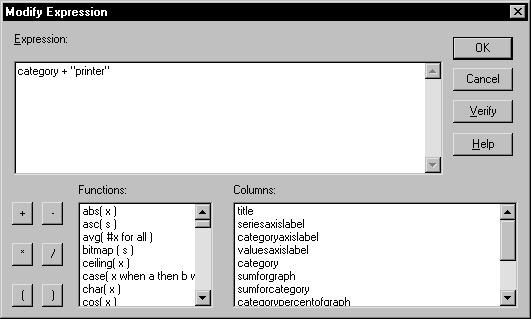 Modify Expression
Expression:
category + "printer"
OK
Cancel
Verify
Help
Functions:
Columns:
+ -
* /
( )
abs( x )
asc( s )
avg( #x for all )
bitmap ( s )
ceiling( x )
case( x when a then b w
char( x )
cos( x )
title
seriesaxislabel
categoryaxislabel
valuesaxislabel
category
sumforgraph
sumforcategory
categorypercentofgraph